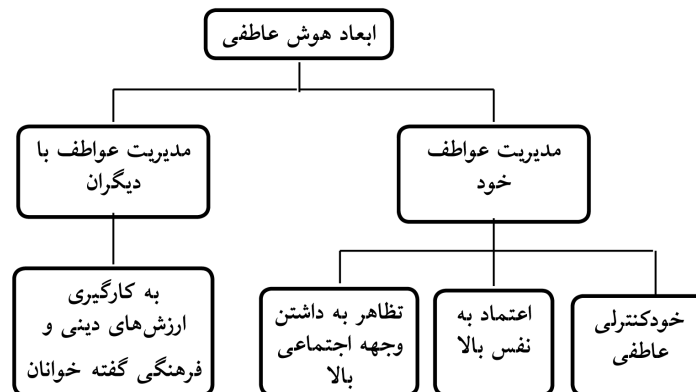 ابعاد هوش عاطفی
مدیریت عواطف
خود
مدیریت عواطف با
دیگران
خودکنترلی
عاطفی
اعتماد به
نفس بالا
تظاهر به داشتن
وجهه اجتماعی
بالا
به کارگیری
ارزش‌های دینی و
فرهنگی گفته خوانان